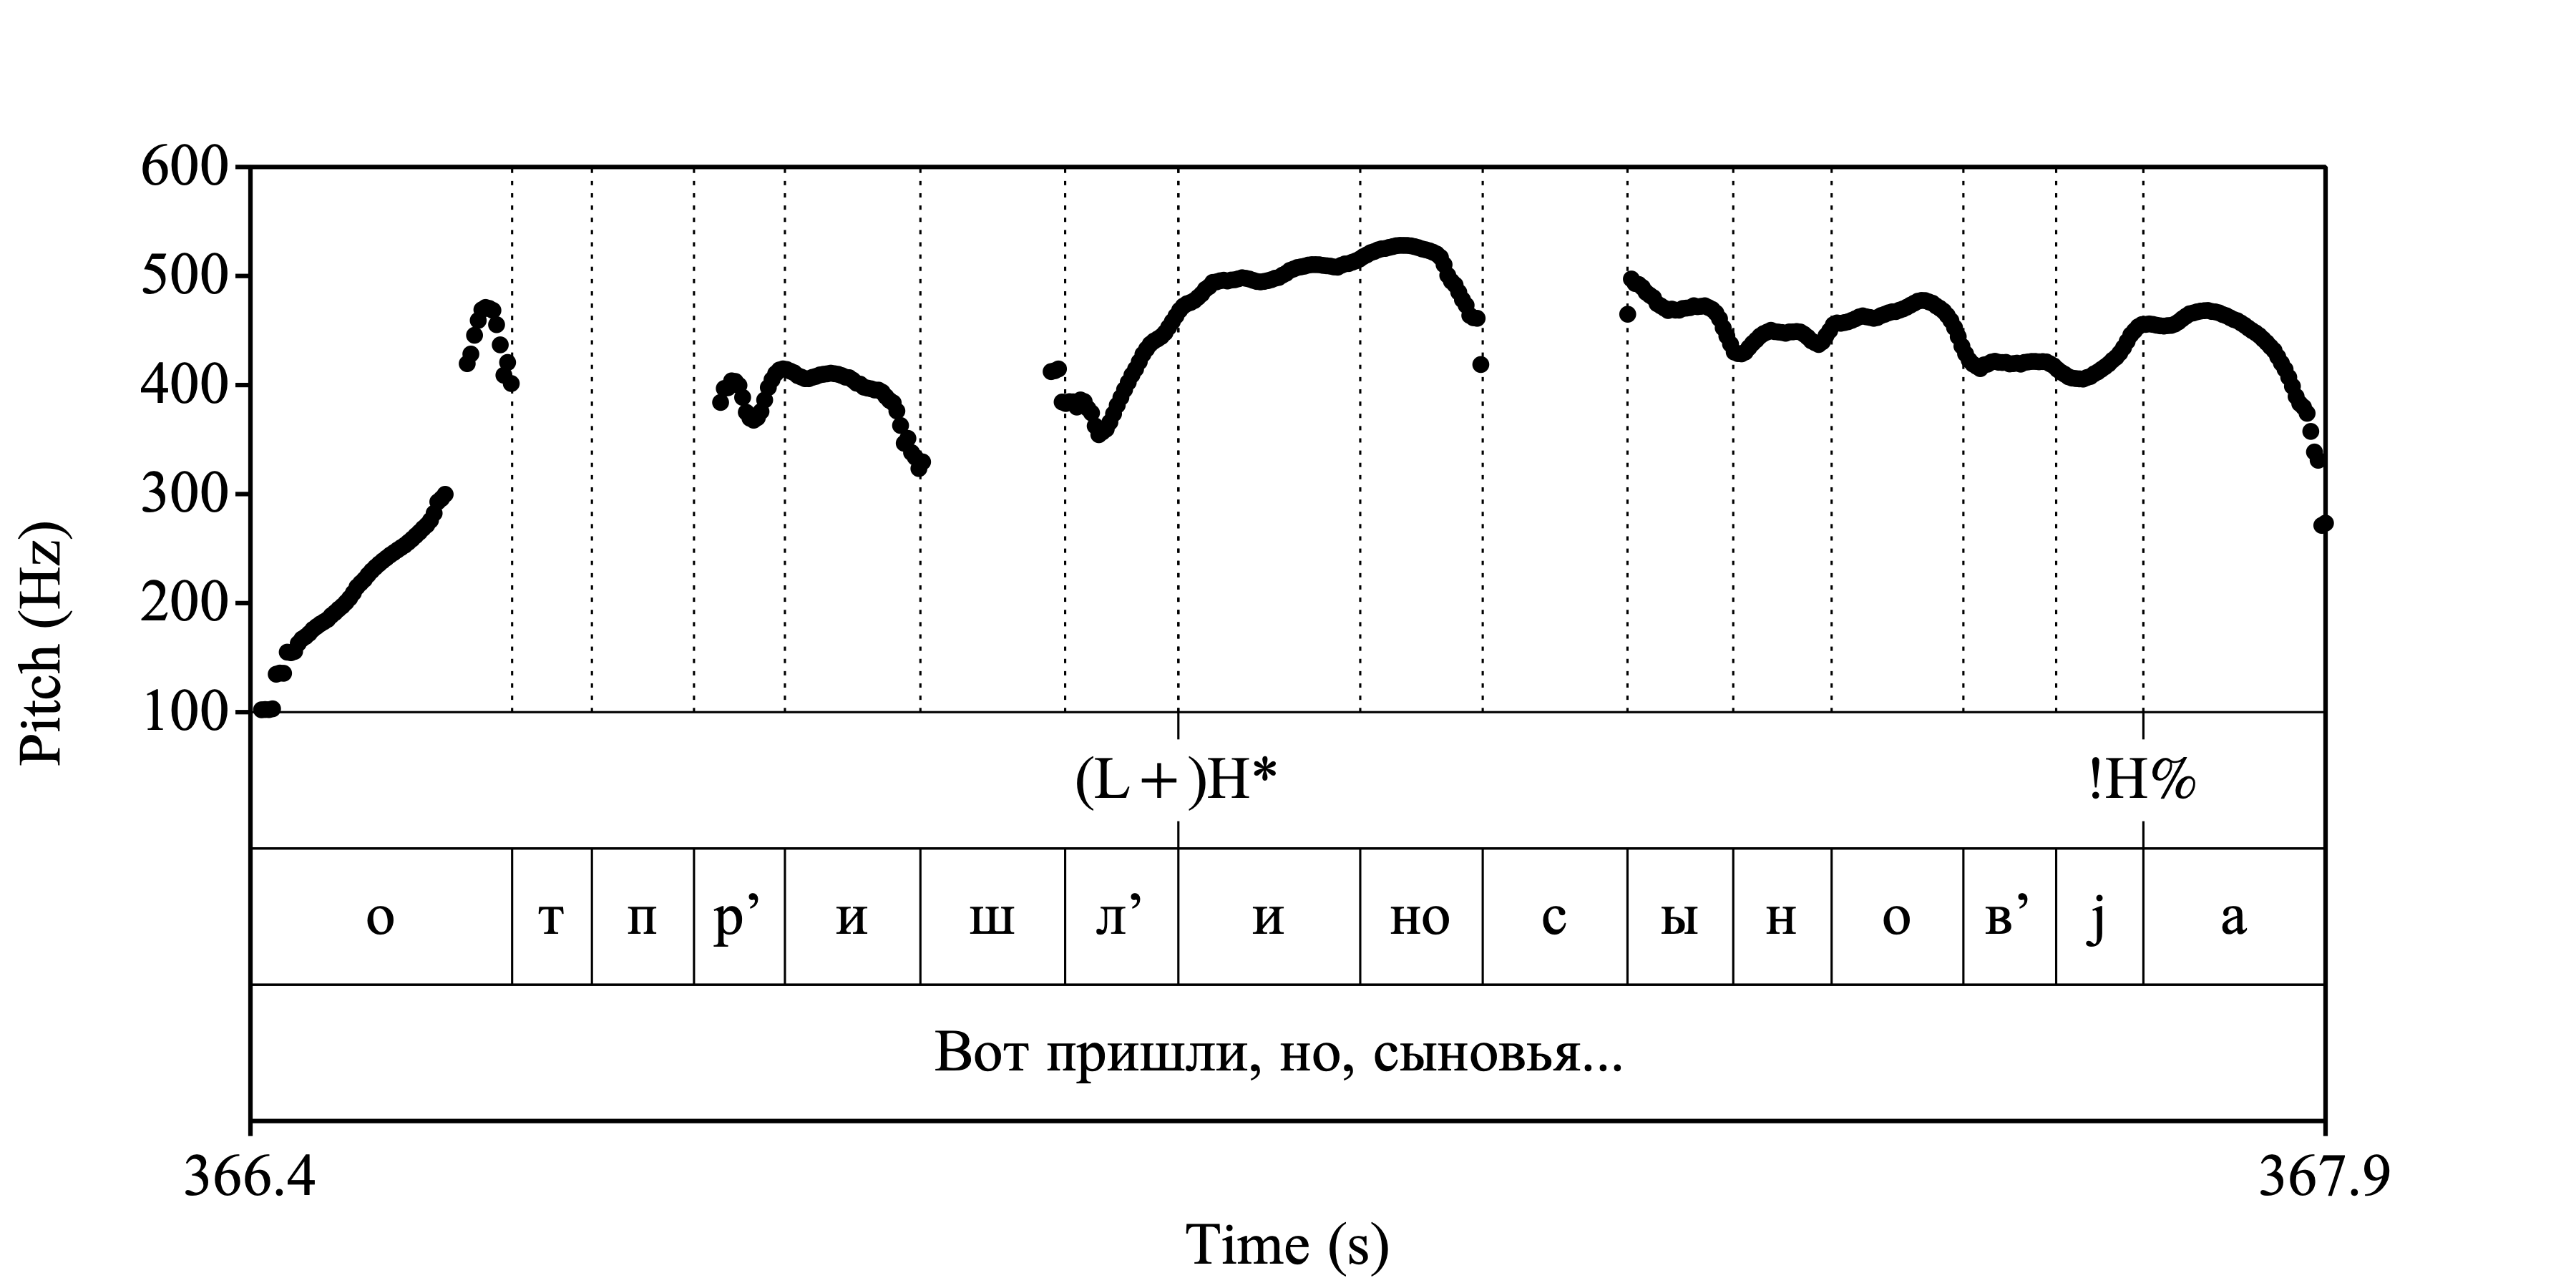 600
500
400
300
200
100
Pitch (Hz)
(L+)H* !H%
о т п р’ и ш л’ и но с ы н о в’ j а
Вот пришли, но, сыновья...
366.4 367.9
Time (s)